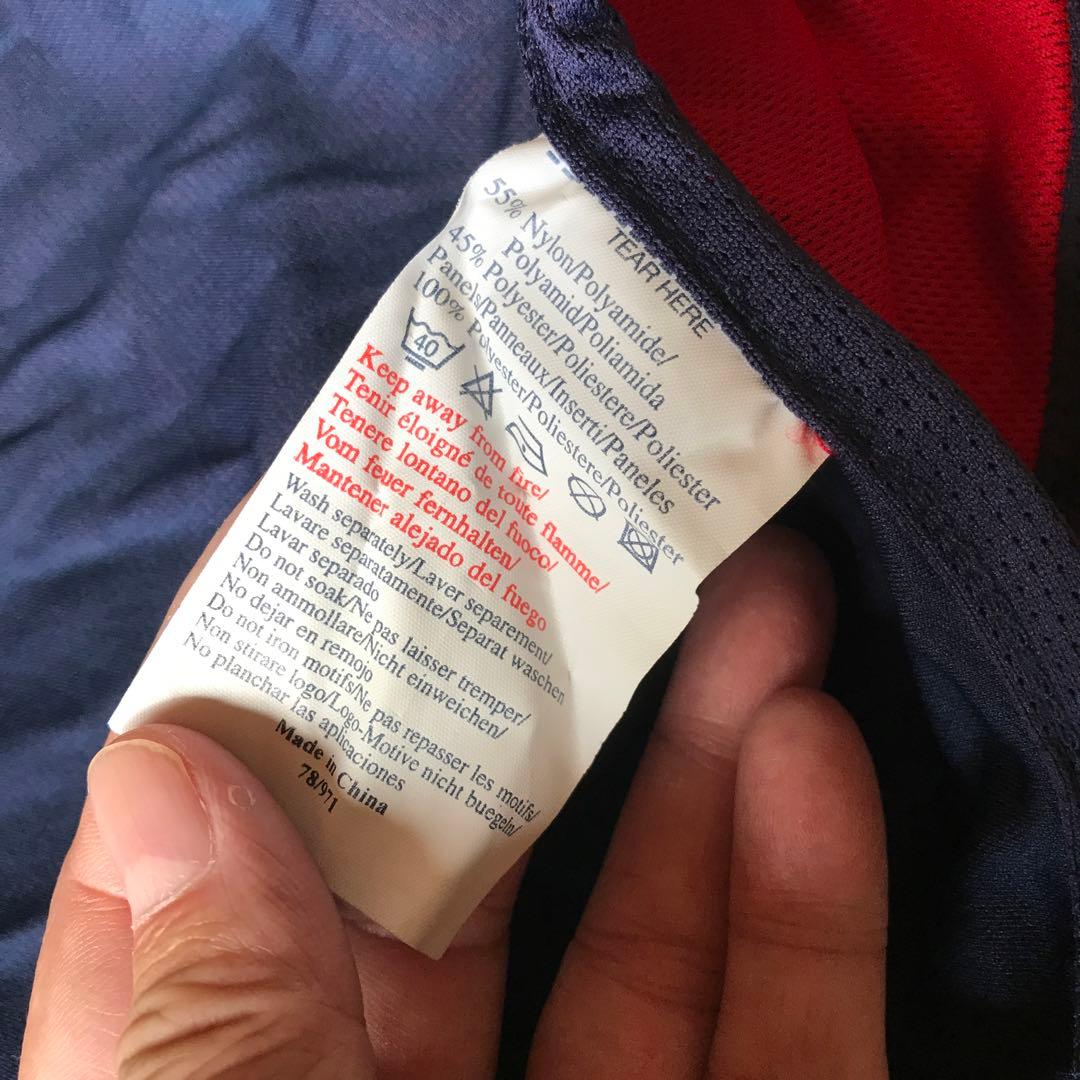 TEAR HERE
55% Nylon/Polyamide/
Polyamid/Poliamida
45% Polyester/Poliestere/Poliester
Panels/Panneaux/Inserti/Paneles
100% Polyester/Poliestere/Poliester
40
Keep away from fire/
Tenir éloigné de toute flamme/
Tenere lontano del fuoco/
Vom feuer fernhalten/
Mantener alejado del fuego
Wash separately/Laver separement/
Lavare separatamente/Separat waschen
Lavar separado
Do not soak/Ne pas laisser tremper/
Non ammollare/Nicht einweichen/
No dejar en remojo
Do not iron motifs/Ne pas repasser les motifs/
Non stirare logo/Logo-Motive nicht buegeln/
No planchar las aplicaciones
Made in China
78/971